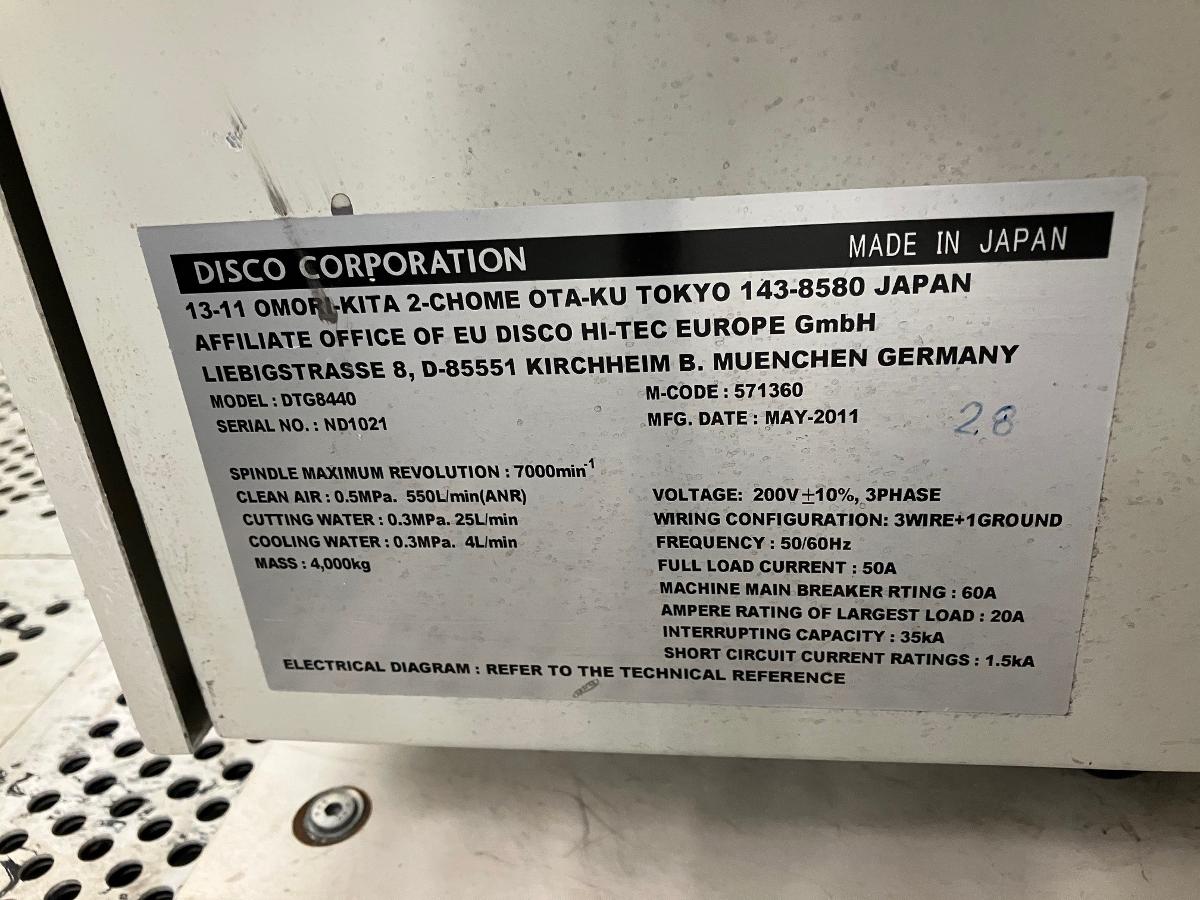 DISCO CORPORATION MADE IN JAPAN
13-11 OMORI-KITA 2-CHOME OTA-KU TOKYO 143-8580 JAPAN
AFFILIATE OFFICE OF EU DISCO HI-TEC EUROPE GmbH
LIEBIGSTRASSE 8, D-85551 KIRCHHEIM B. MUENCHEN GERMANY
MODEL : DTG8440 M-CODE : 571360
SERIAL NO. : ND1021 MFG. DATE : MAY-2011
28
SPINDLE MAXIMUM REVOLUTION : 7000min⁻¹
CLEAN AIR : 0.5MPa. 550L/min(ANR)
CUTTING WATER : 0.3MPa. 25L/min
COOLING WATER : 0.3MPa. 4L/min
MASS : 4,000kg
VOLTAGE: 200V±10%, 3PHASE
WIRING CONFIGURATION: 3WIRE+1GROUND
FREQUENCY : 50/60Hz
FULL LOAD CURRENT : 50A
MACHINE MAIN BREAKER RTING : 60A
AMPERE RATING OF LARGEST LOAD : 20A
INTERRUPTING CAPACITY : 35kA
SHORT CIRCUIT CURRENT RATINGS : 1.5kA
ELECTRICAL DIAGRAM : REFER TO THE TECHNICAL REFERENCE